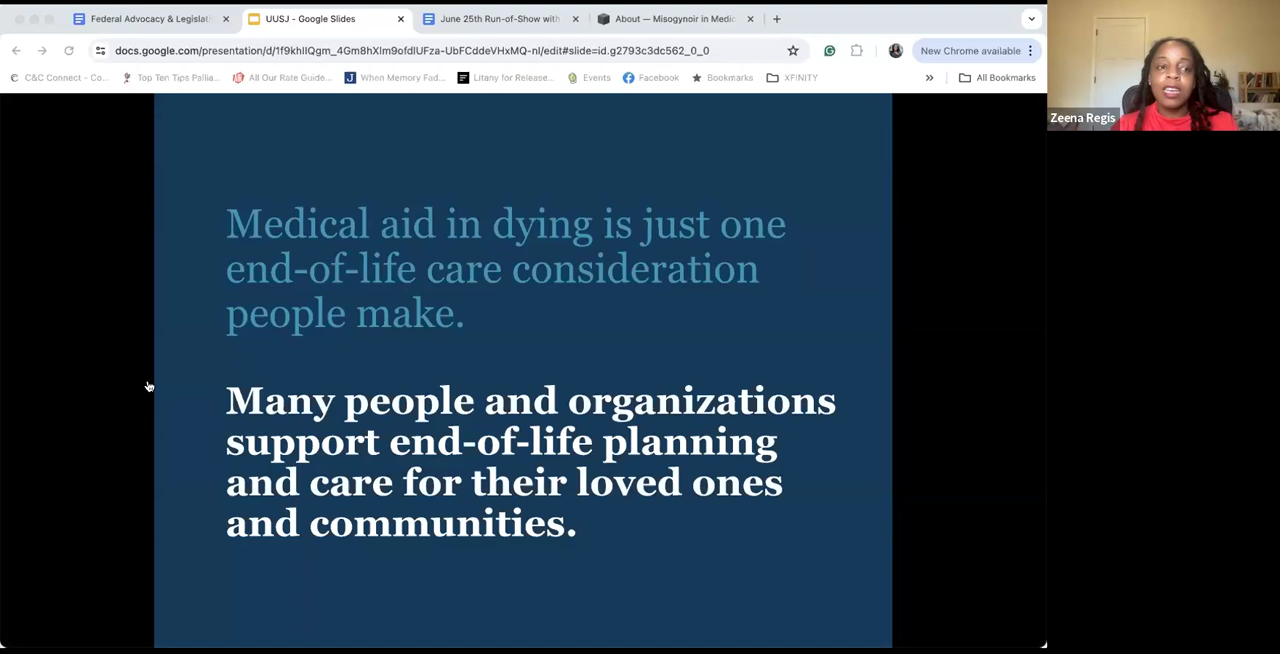 Federal Advocacy & Legislati
UUSJ - Google Slides
June 25th Run-of-Show with
About — Misogynoir in Medic
docs.google.com/presentation/d/1f9khIlQgm_4Gm8hXlm9ofdlUFza-UbFCddeVHxMQ-nI/edit#slide=id.g2793c3dc562_0_0
New Chrome available
C&C Connect - Co...
Top Ten Tips Pallia...
All Our Rate Guide...
When Memory Fad...
Litany for Release...
Events
Facebook
Bookmarks
XFINITY
All Bookmarks
Zeena Regis
Medical aid in dying is just one
end-of-life care consideration
people make.
Many people and organizations
support end-of-life planning
and care for their loved ones
and communities.